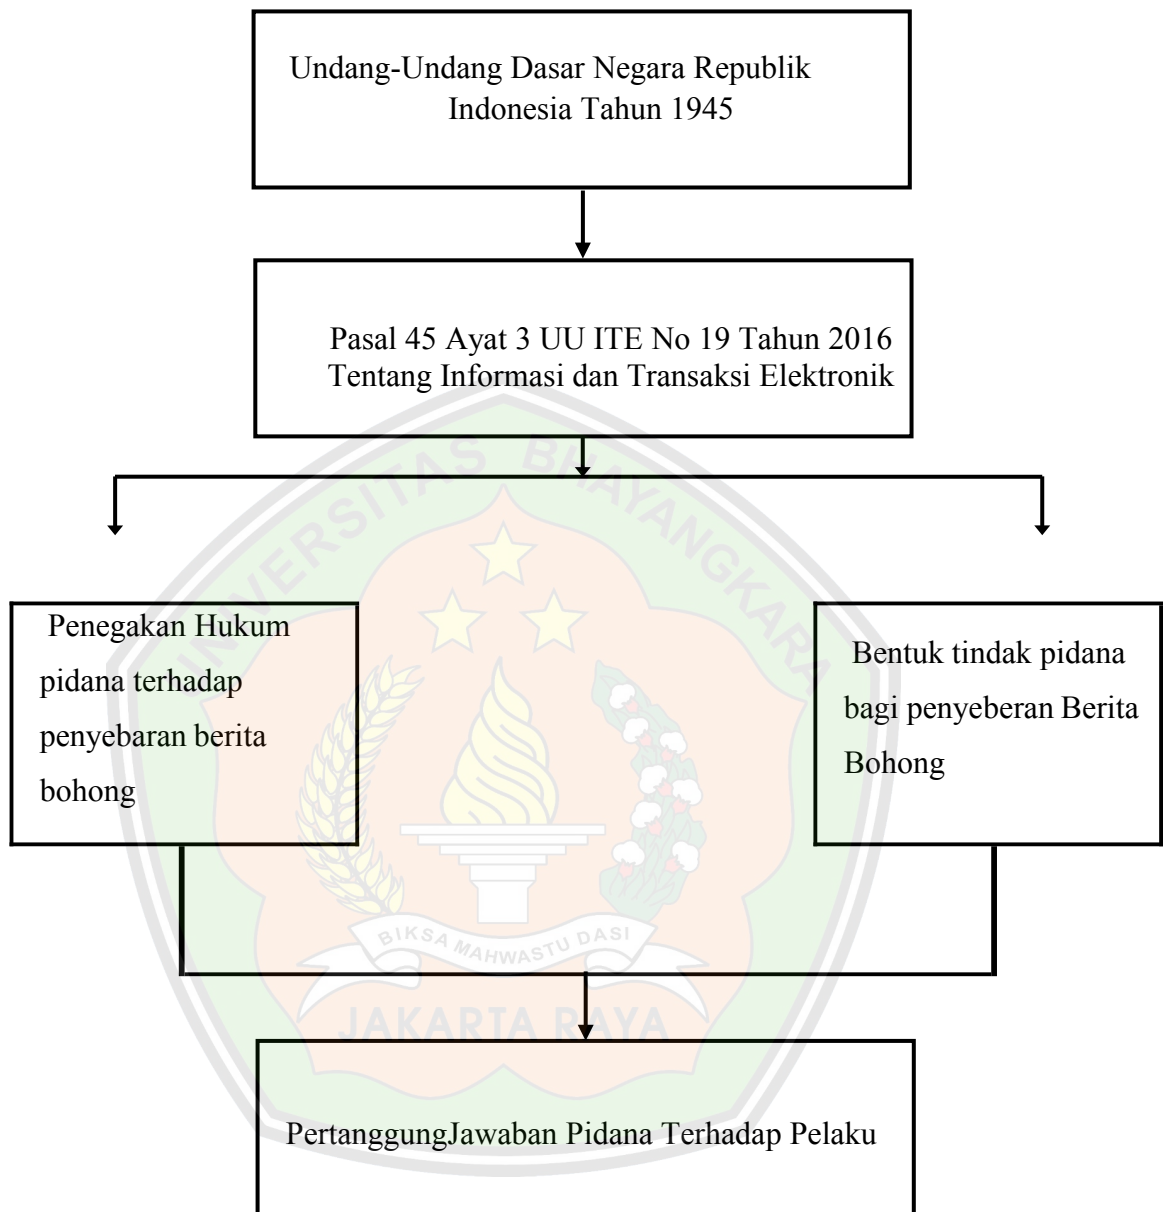 Undang-Undang Dasar Negara Republik
Indonesia Tahun 1945
Pasal 45 Ayat 3 UU ITE No 19 Tahun 2016
Tentang Informasi dan Transaksi Elektronik
UNIVERSITAS BHAYANGKARA
Penegakan Hukum
pidana terhadap
penyebaran berita
bohong
Bentuk tindak pidana
bagi penyeberan Berita
Bohong
BIKSA MAHWASTU DASI
JAKARTA RAYA
PertanggungJawaban Pidana Terhadap Pelaku